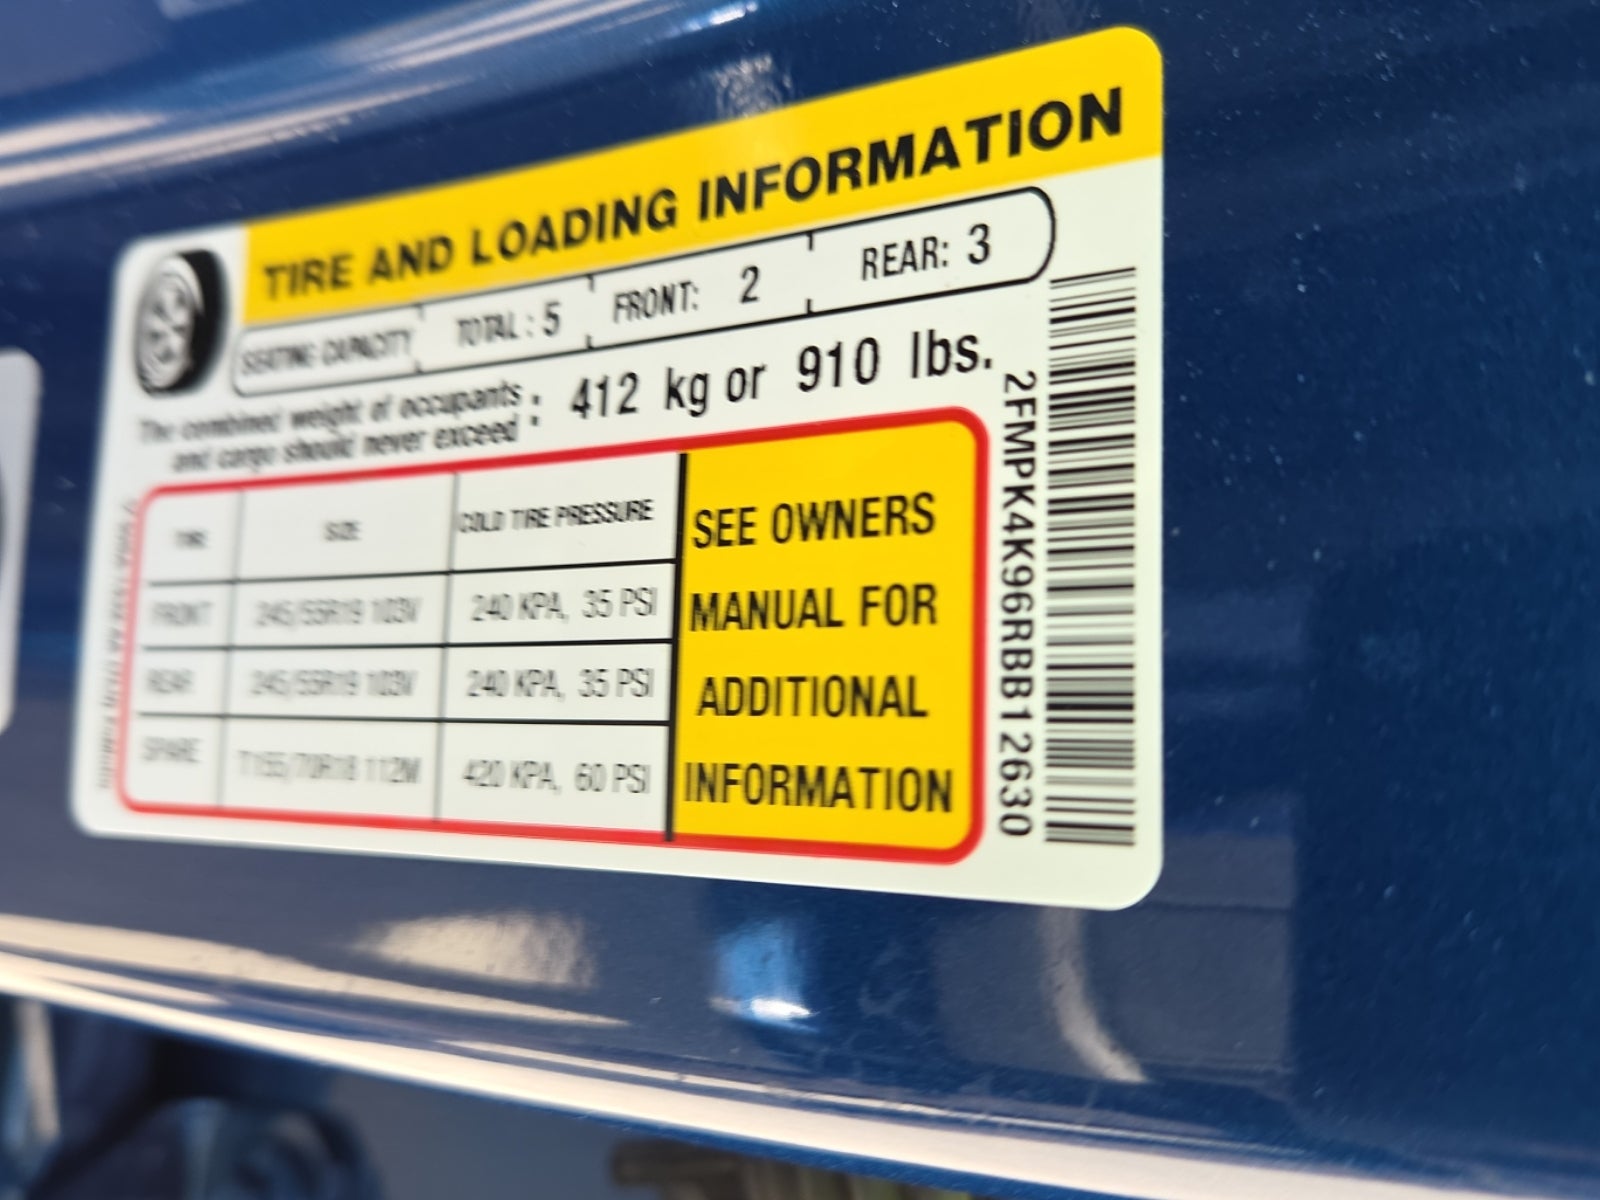 TIRE AND LOADING INFORMATION
SEATING CAPACITY TOTAL : 5 FRONT: 2 REAR: 3
The combined weight of occupants
and cargo should never exceed : 412 kg or 910 lbs.
TIRE SIZE COLD TIRE PRESSURE
FRONT 245/55R19 103V 240 KPA, 35 PSI
REAR 245/55R19 103V 240 KPA, 35 PSI
SPARE T155/70R18 112M 420 KPA, 60 PSI
SEE OWNERS
MANUAL FOR
ADDITIONAL
INFORMATION
2FMPK4K96RBB12630